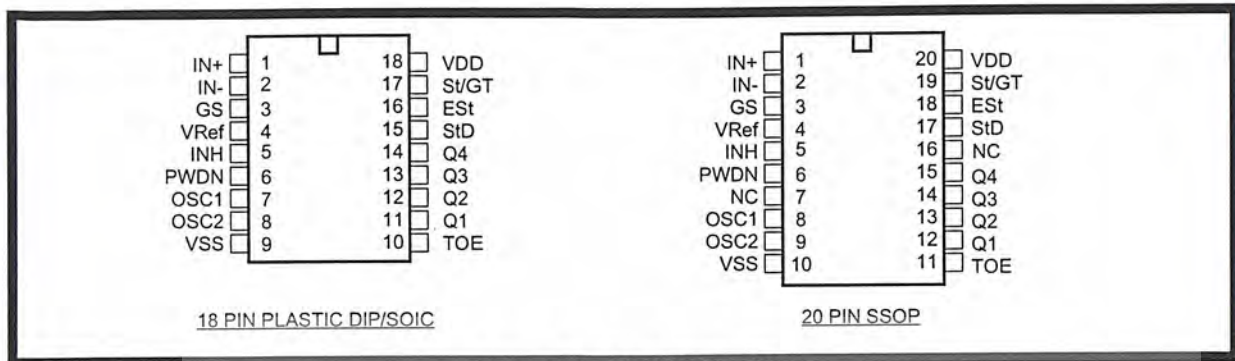 IN+ 1 18 VDD
IN- 2 17 St/GT
GS 3 16 ESt
VRef 4 15 StD
INH 5 14 Q4
PWDN 6 13 Q3
OSC1 7 12 Q2
OSC2 8 11 Q1
VSS 9 10 TOE
18 PIN PLASTIC DIP/SOIC
IN+ 1 20 VDD
IN- 2 19 St/GT
GS 3 18 ESt
VRef 4 17 StD
INH 5 16 NC
PWDN 6 15 Q4
NC 7 14 Q3
OSC1 8 13 Q2
OSC2 9 12 Q1
VSS 10 11 TOE
20 PIN SSOP